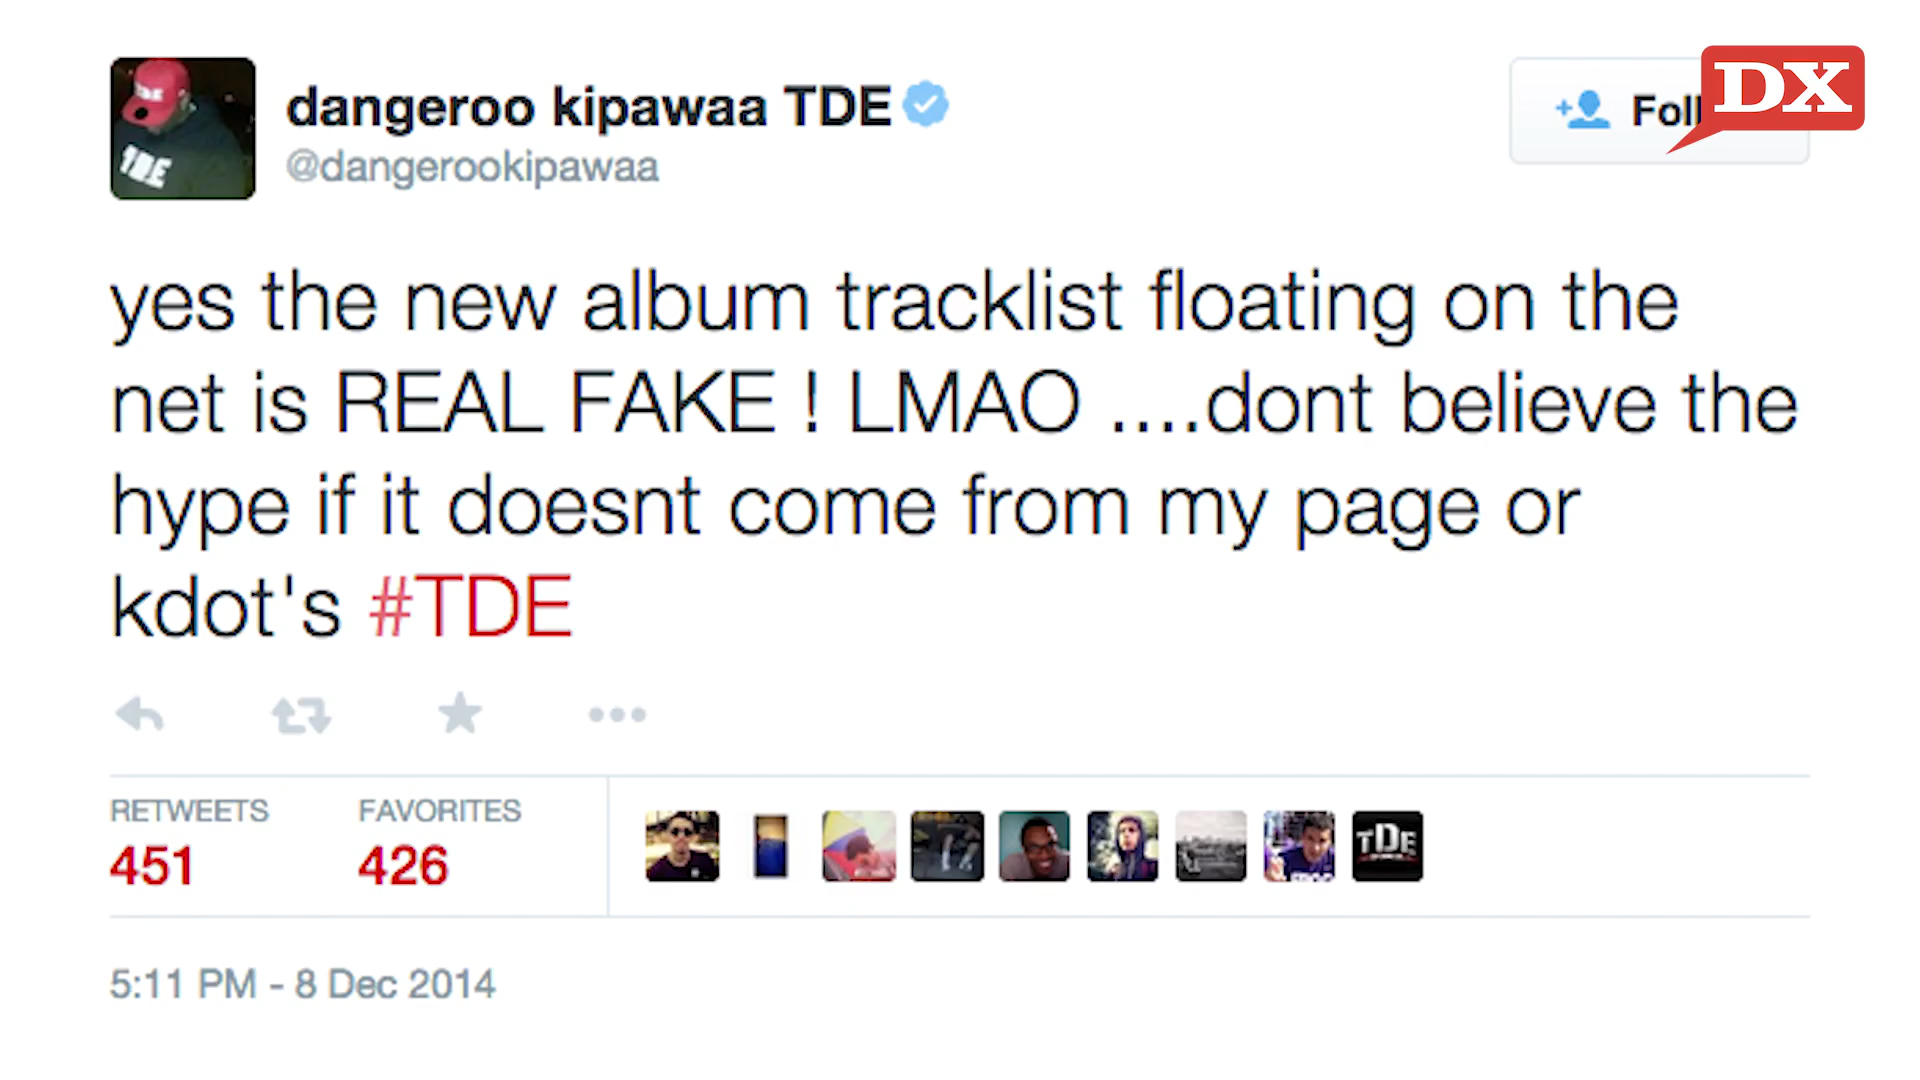 dangeroo kipawaa TDE
@dangerookipawaa
Foll
DX
yes the new album tracklist floating on the
net is REAL FAKE ! LMAO ....dont believe the
hype if it doesnt come from my page or
kdot's #TDE
RETWEETS FAVORITES
451 426
TDE
5:11 PM - 8 Dec 2014